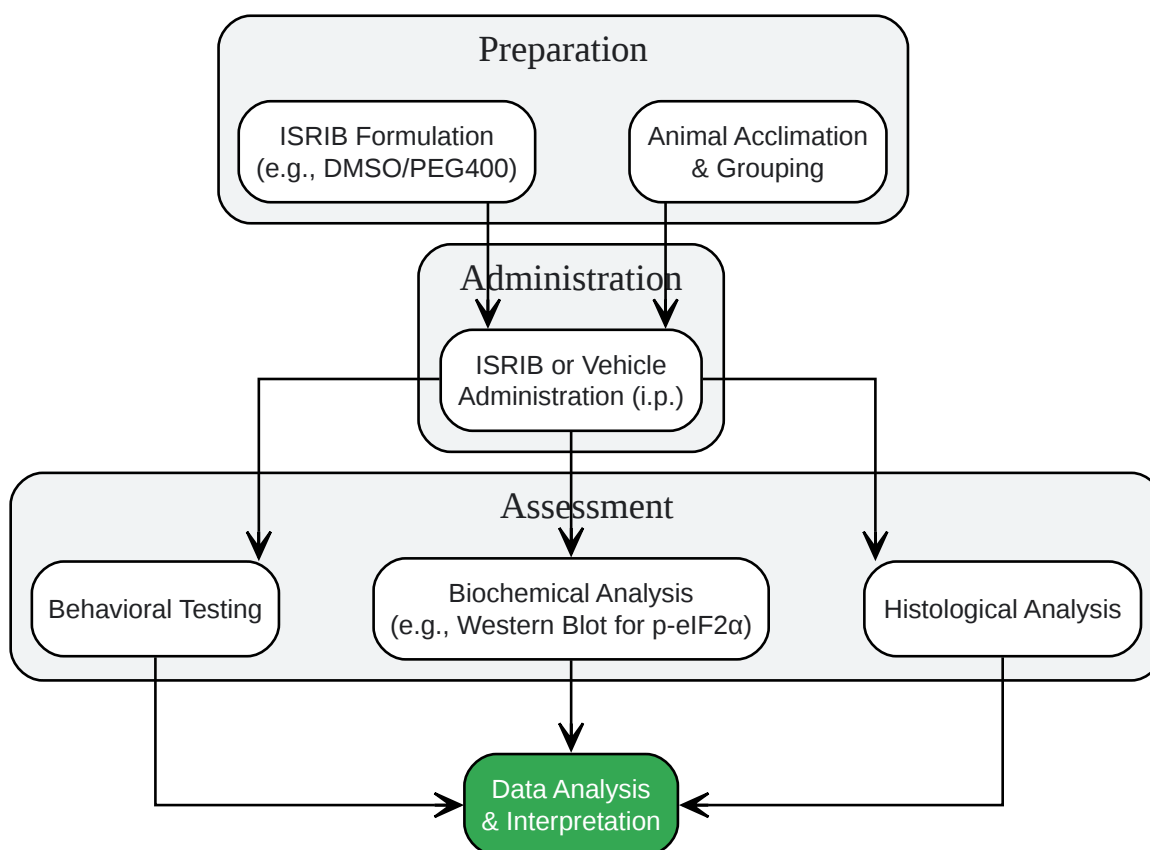 Preparation
ISRIB Formulation
(e.g., DMSO/PEG400)
Animal Acclimation
& Grouping
Administration
ISRIB or Vehicle
Administration (i.p.)
Assessment
Behavioral Testing
Biochemical Analysis
(e.g., Western Blot for p-eIF2α)
Histological Analysis
Data Analysis
& Interpretation